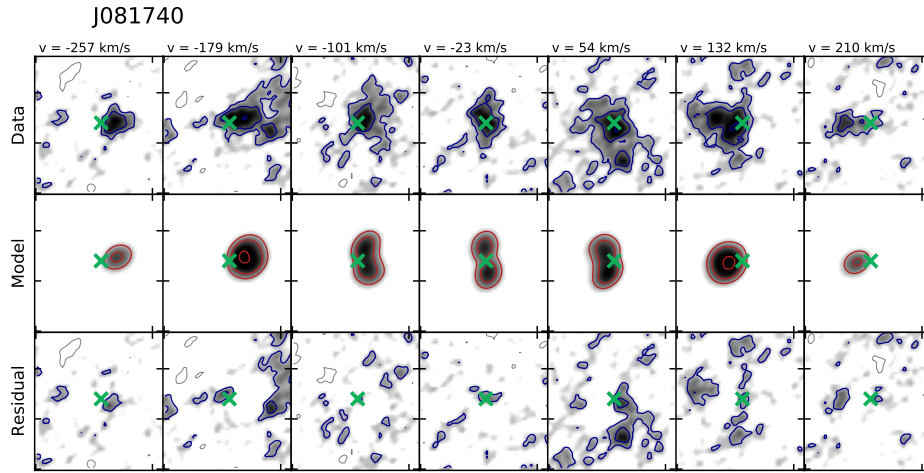 J081740
v = -257 km/s
v = -179 km/s
v = -101 km/s
v = -23 km/s
v = 54 km/s
v = 132 km/s
v = 210 km/s
Data
Model
Residual